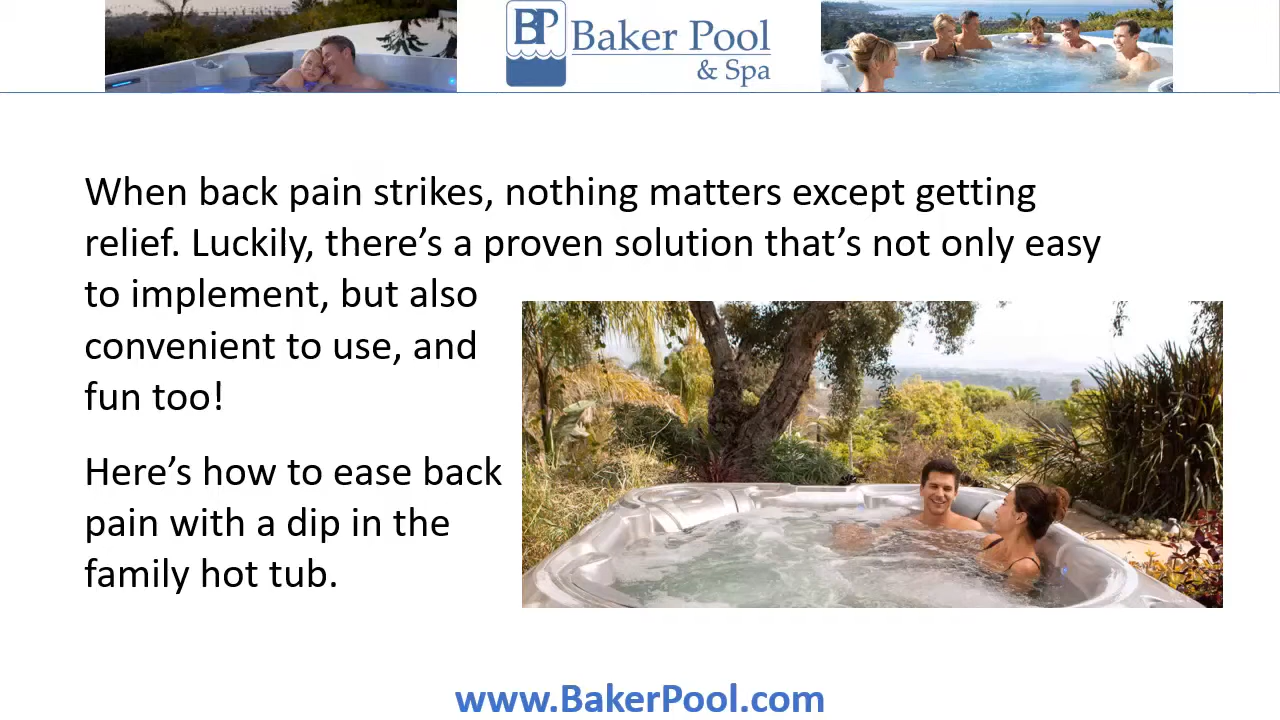 BP
Baker Pool
& Spa
When back pain strikes, nothing matters except getting
relief. Luckily, there’s a proven solution that’s not only easy
to implement, but also
convenient to use, and
fun too!
Here’s how to ease back
pain with a dip in the
family hot tub.
www.BakerPool.com